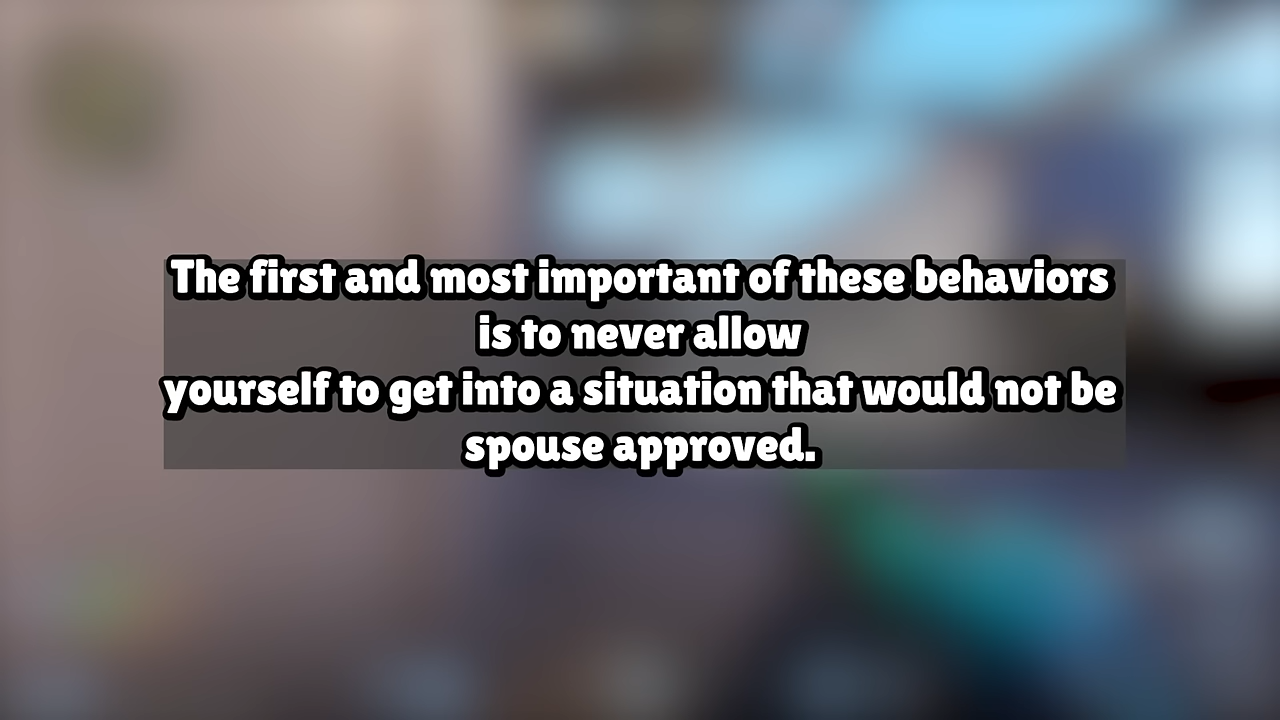 The first and most important of these behaviors
is to never allow
yourself to get into a situation that would not be
spouse approved.